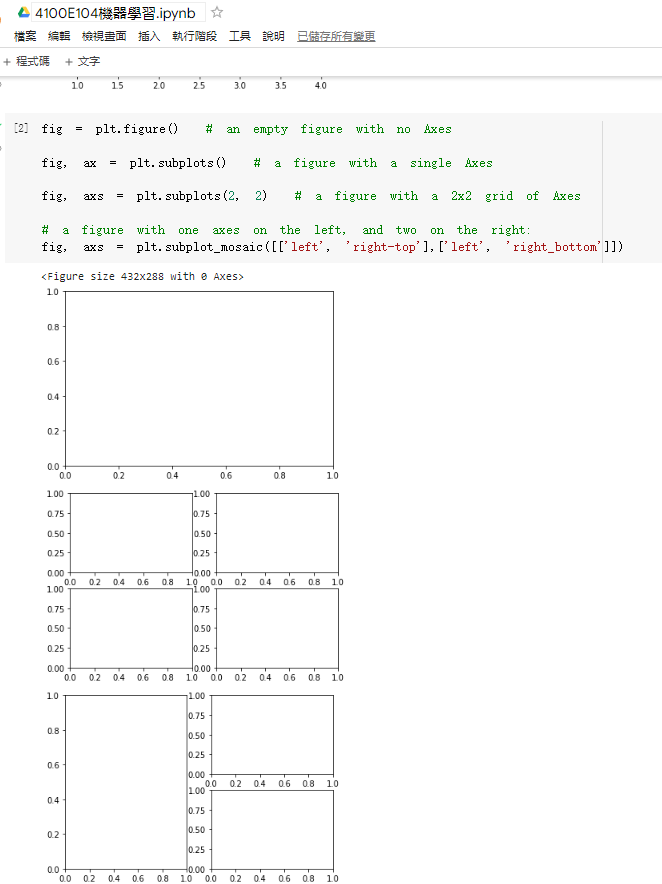 4100E104機器學習.ipynb
檔案 編輯 檢視畫面 插入 執行階段 工具 說明 已儲存所有變更
+ 程式碼 + 文字
1.0 1.5 2.0 2.5 3.0 3.5 4.0
[2] fig = plt.figure() # an empty figure with no Axes
fig, ax = plt.subplots() # a figure with a single Axes
fig, axs = plt.subplots(2, 2) # a figure with a 2x2 grid of Axes
# a figure with one axes on the left, and two on the right:
fig, axs = plt.subplot_mosaic([['left', 'right-top'],['left', 'right_bottom']])
<Figure size 432x288 with 0 Axes>
1.0
0.8
0.6
0.4
0.2
0.0
0.0 0.2 0.4 0.6 0.8 1.0
1.00 1.00
0.75 0.75
0.50 0.50
0.25 0.25
0.00 0.00
0.0 0.2 0.4 0.6 0.8 1.0 0.0 0.2 0.4 0.6 0.8 1.0
1.00 1.00
0.75 0.75
0.50 0.50
0.25 0.25
0.00 0.00
0.0 0.2 0.4 0.6 0.8 1.0 0.0 0.2 0.4 0.6 0.8 1.0
1.0 1.00
0.75
0.8
0.50
0.25
0.6
0.00
0.0 0.2 0.4 0.6 0.8 1.0
1.00
0.4
0.75
0.50
0.2
0.25
0.0 0.00
0.0 0.2 0.4 0.6 0.8 1.0 0.0 0.2 0.4 0.6 0.8 1.0